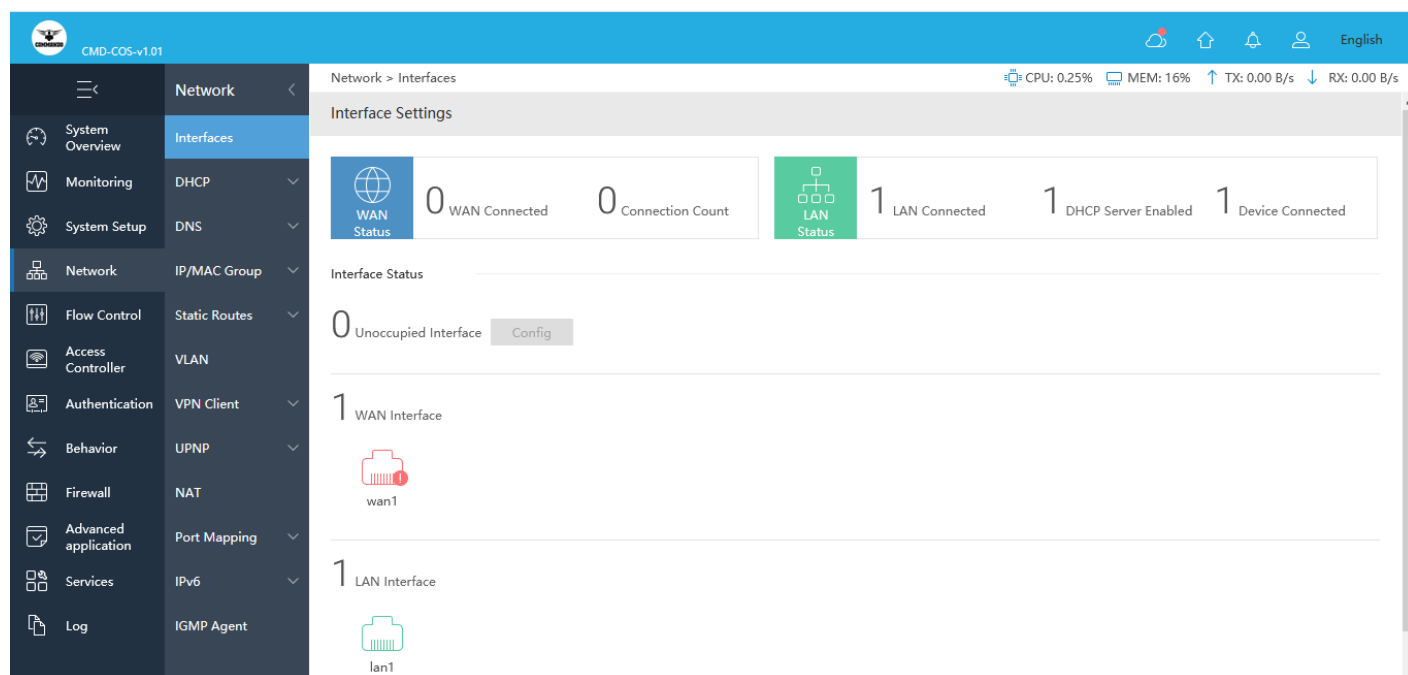 COMMANDO
CMD-COS-v1.01
English
Network
Network > Interfaces
CPU: 0.25%
MEM: 16%
TX: 0.00 B/s
RX: 0.00 B/s
Interface Settings
System
Overview
Monitoring
System Setup
Network
Flow Control
Access
Controller
Authentication
Behavior
Firewall
Advanced
application
Services
Log
Interfaces
DHCP
DNS
IP/MAC Group
Static Routes
VLAN
VPN Client
UPNP
NAT
Port Mapping
IPv6
IGMP Agent
WAN
Status
0 WAN Connected
0 Connection Count
LAN
Status
1 LAN Connected
1 DHCP Server Enabled
1 Device Connected
Interface Status
0 Unoccupied Interface
Config
1 WAN Interface
wan1
1 LAN Interface
lan1